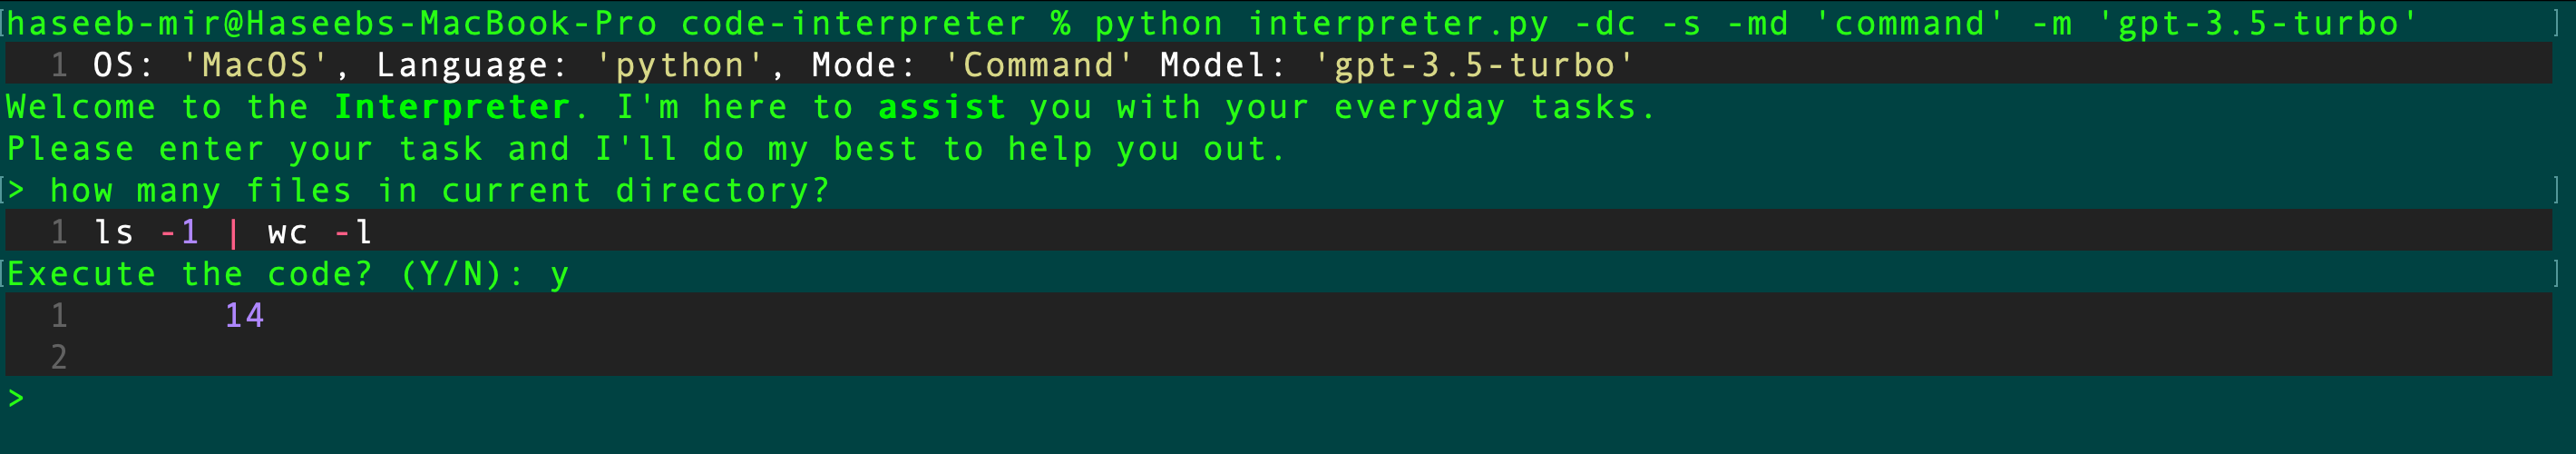 [haseeb-mir@Haseebs-MacBook-Pro code-interpreter % python interpreter.py -dc -s -md 'command' -m 'gpt-3.5-turbo' ]
1 OS: 'MacOS', Language: 'python', Mode: 'Command' Model: 'gpt-3.5-turbo'
Welcome to the Interpreter. I'm here to assist you with your everyday tasks.
Please enter your task and I'll do my best to help you out.
[> how many files in current directory? ]
1 ls -1 | wc -l
[Execute the code? (Y/N): y ]
1 14
2
>